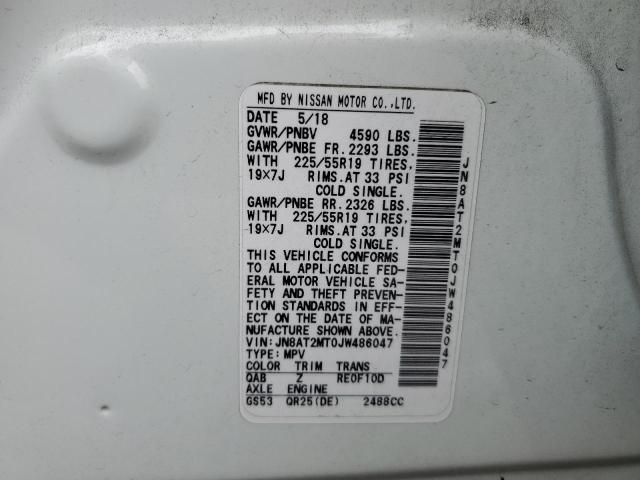 MFD BY NISSAN MOTOR CO.,LTD.
DATE 5/18
GVWR/PNBV 4590 LBS.
GAWR/PNBE FR. 2293 LBS.
WITH 225/55R19 TIRES,
19×7J RIMS. AT 33 PSI
COLD SINGLE.
GAWR/PNBE RR. 2326 LBS.
WITH 225/55R19 TIRES,
19×7J RIMS. AT 33 PSI
COLD SINGLE.
THIS VEHICLE CONFORMS
TO ALL APPLICABLE FED-
ERAL MOTOR VEHICLE SA-
FETY AND THEFT PREVEN-
TION STANDARDS IN EFF-
ECT ON THE DATE OF MA-
NUFACTURE SHOWN ABOVE.
VIN: JN8AT2MT0JW486047
TYPE: MPV
COLOR TRIM TRANS
QAB Z RE0F10D
AXLE ENGINE
GS53 QR25(DE) 2488CC
JN8AT2MT0JW486047